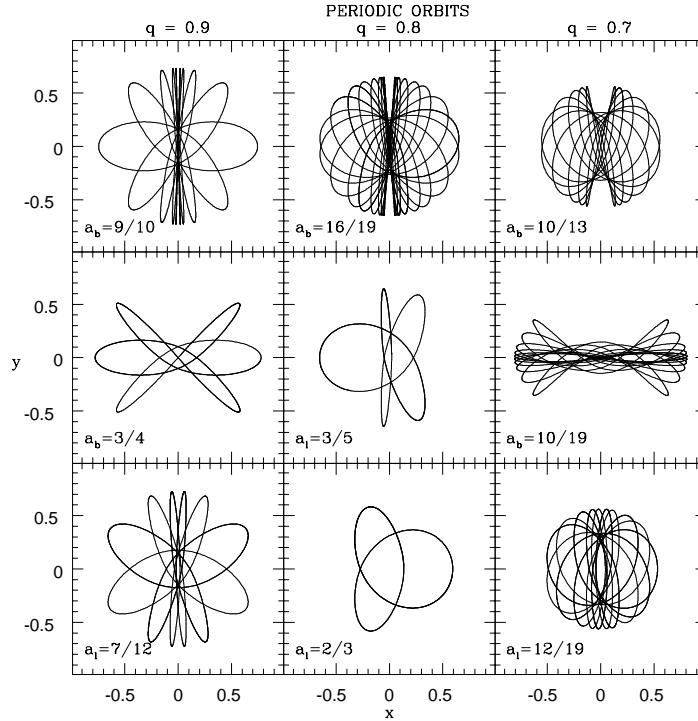 PERIODIC ORBITS
q = 0.9 q = 0.8 q = 0.7
0.5
0
-0.5
a_b=9/10 a_b=16/19 a_b=10/13
0.5
y 0
-0.5
a_b=3/4 a_l=3/5 a_b=10/19
0.5
0
-0.5
a_l=7/12 a_l=2/3 a_l=12/19
-0.5 0 0.5 -0.5 0 0.5 -0.5 0 0.5
x